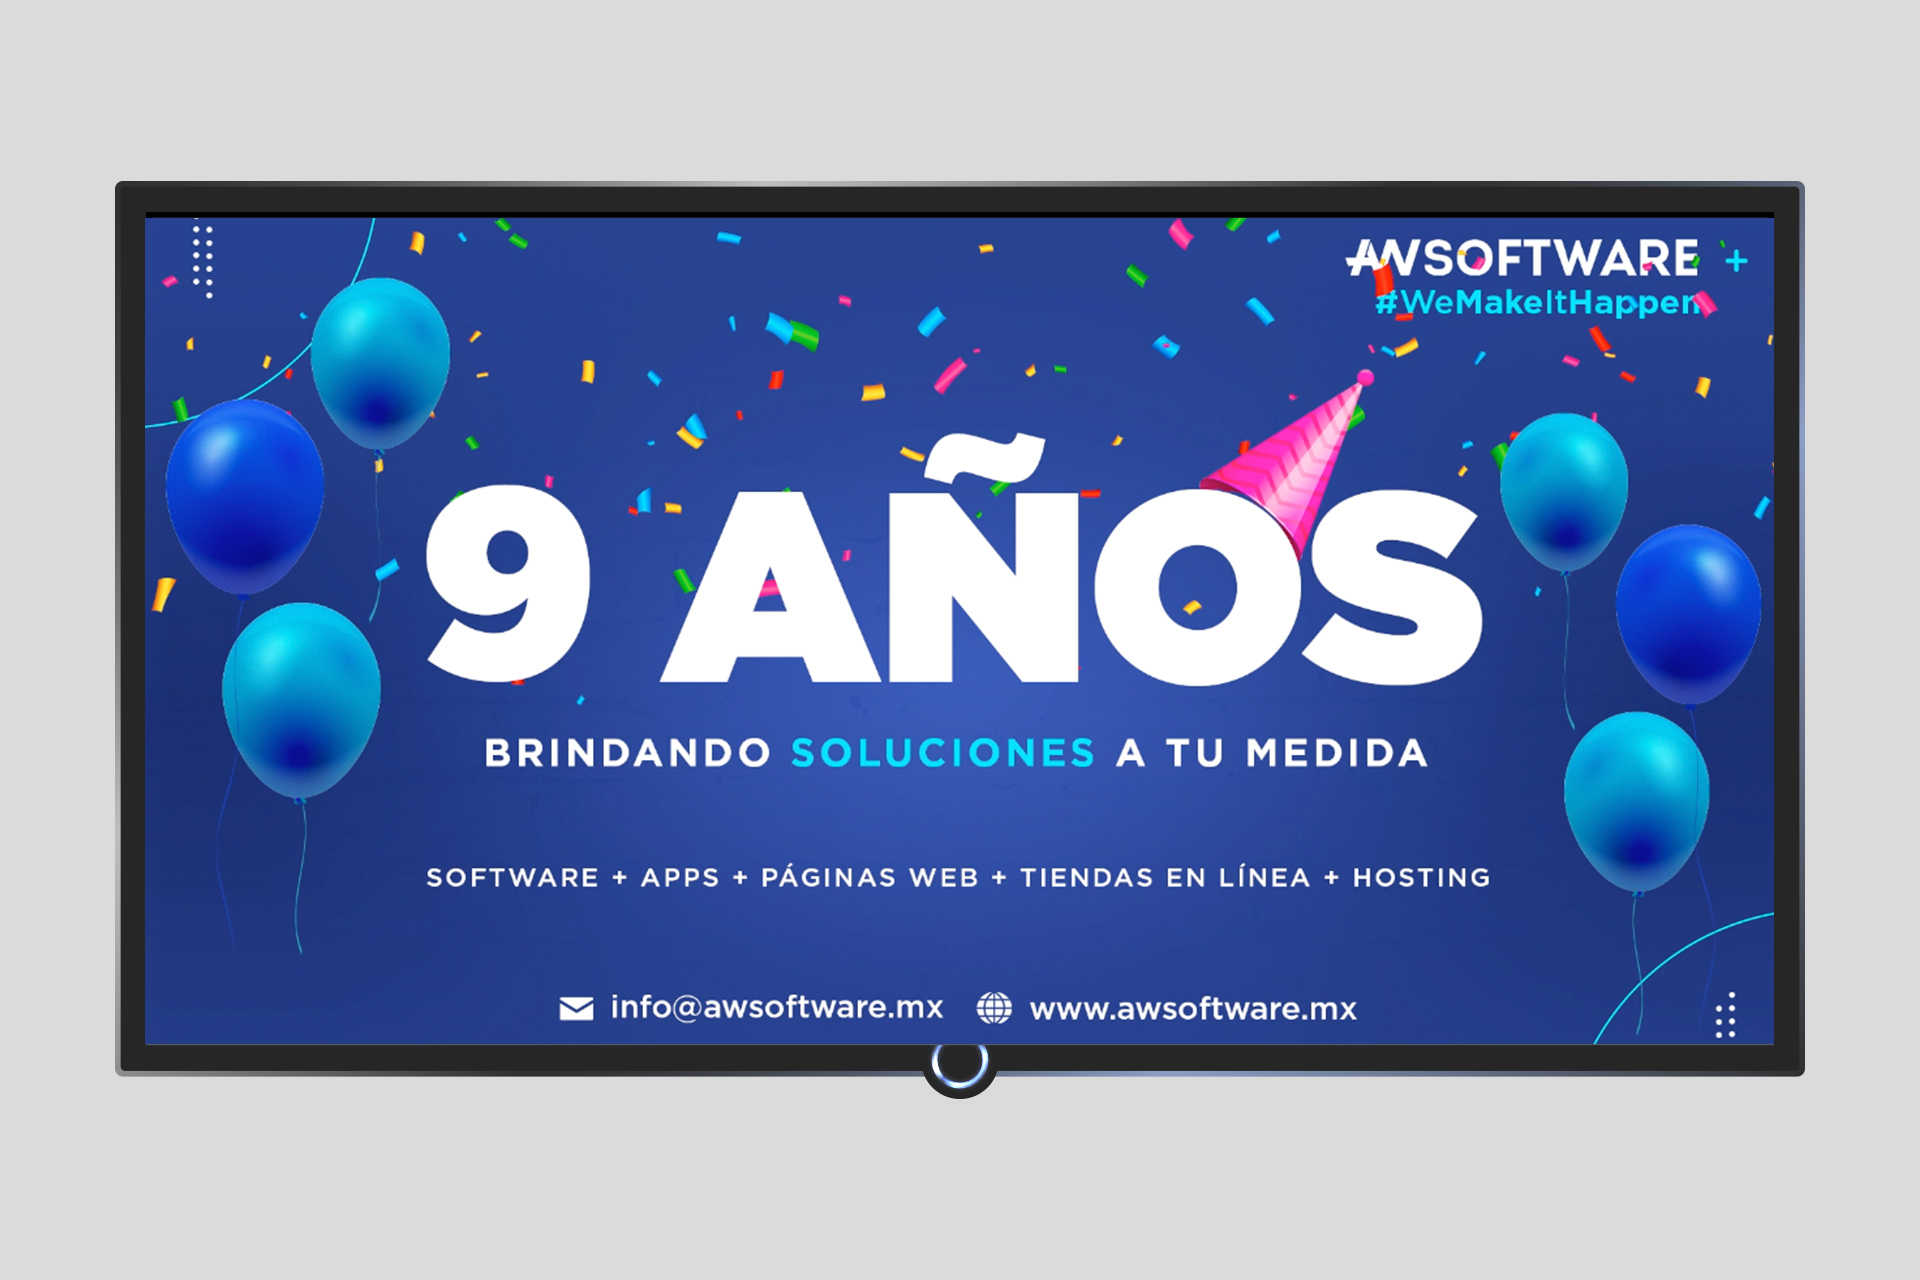 AWSOFTWARE
#WeMakeItHappen
9 AÑOS
BRINDANDO SOLUCIONES A TU MEDIDA
SOFTWARE + APPS + PÁGINAS WEB + TIENDAS EN LÍNEA + HOSTING
info@awsoftware.mx www.awsoftware.mx